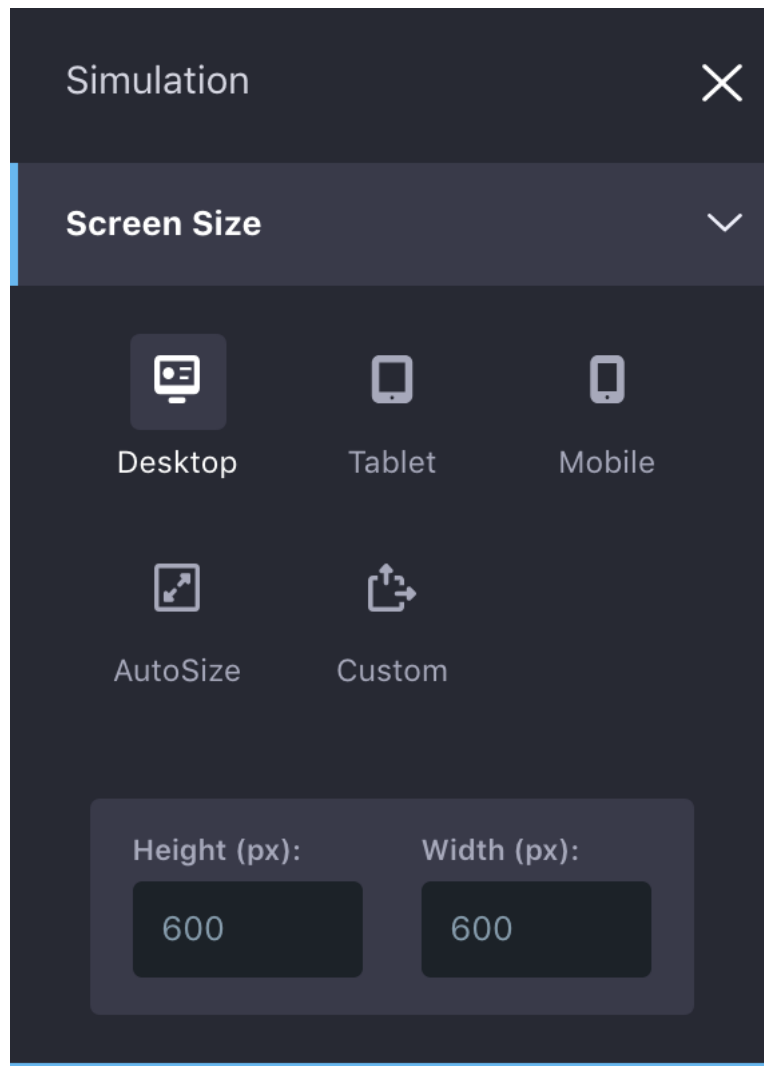 Simulation
Screen Size
Desktop Tablet Mobile
AutoSize Custom
Height (px): Width (px):
600 600